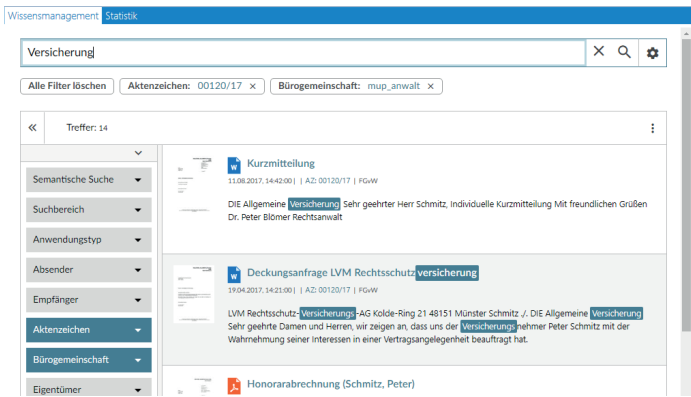 Wissensmanagement Statistik
Versicherung
Alle Filter löschen Aktenzeichen: 00120/17 × Bürogemeinschaft: mup_anwalt ×
Treffer: 14
Semantische Suche
Suchbereich
Anwendungstyp
Absender
Empfänger
Aktenzeichen
Bürogemeinschaft
Eigentümer
Kurzmitteilung
11.08.2017, 14:42:00 | | AZ: 00120/17 | FGvW
DIE Allgemeine Versicherung Sehr geehrter Herr Schmitz, Individuelle Kurzmitteilung Mit freundlichen Grüßen
Dr. Peter Blömer Rechtsanwalt
Deckungsanfrage LVM Rechtsschutzversicherung
19.04.2017, 14:21:00 | | AZ: 00120/17 | FGvW
LVM Rechtsschutz-Versicherungs-AG Kolde-Ring 21 48151 Münster Schmitz ./. DIE Allgemeine Versicherung
Sehr geehrte Damen und Herren, wir zeigen an, dass uns der Versicherungsnehmer Peter Schmitz mit der
Wahrnehmung seiner Interessen in einer Vertragsangelegenheit beauftragt hat.
Honorarabrechnung (Schmitz, Peter)